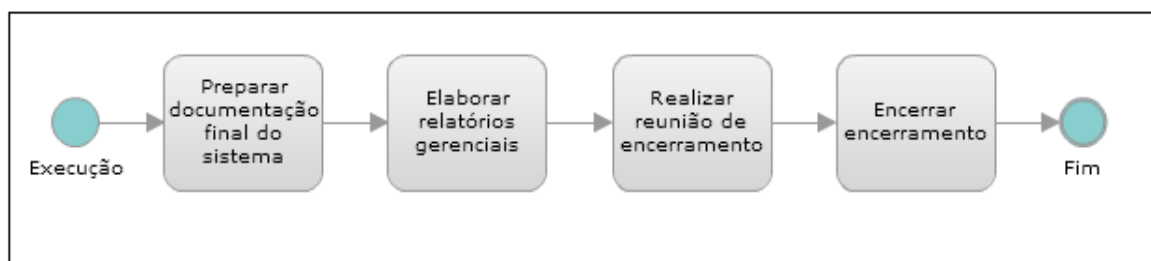 Execução
Preparar
documentação
final do
sistema
Elaborar
relatórios
gerenciais
Realizar
reunião de
encerramento
Encerrar
encerramento
Fim